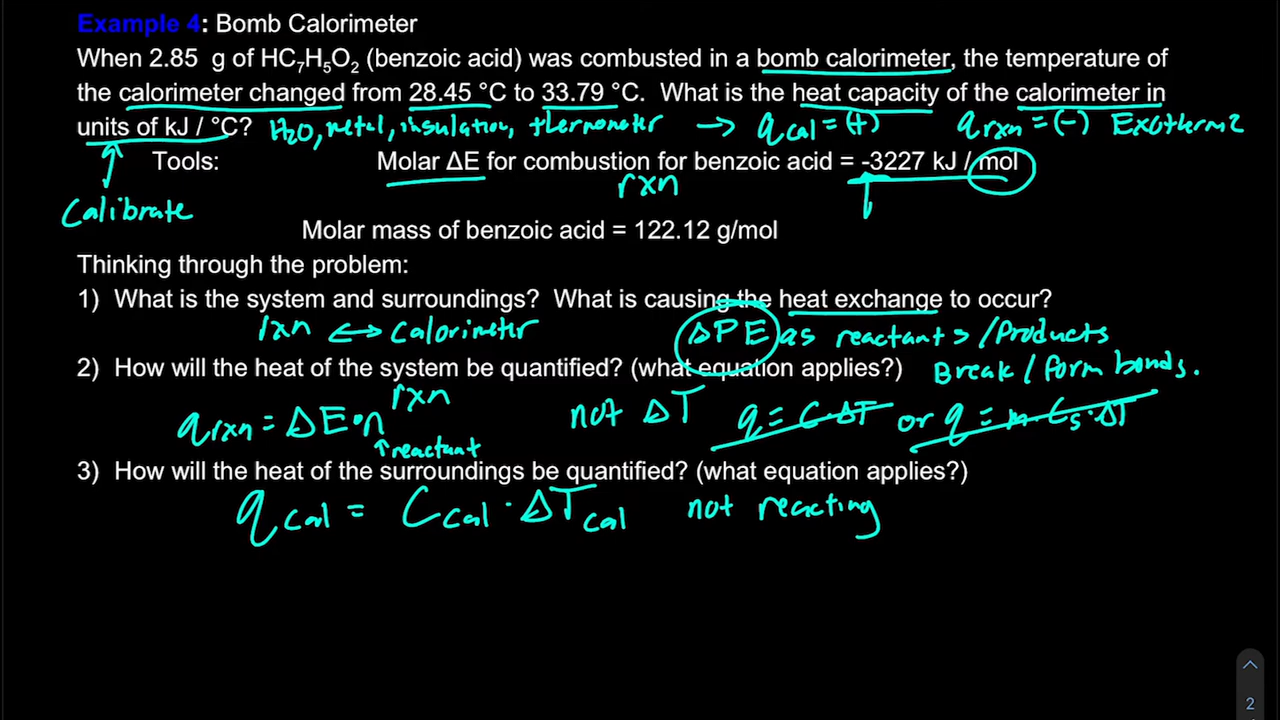 Example 4: Bomb Calorimeter
When 2.85 g of HC₇H₅O₂ (benzoic acid) was combusted in a bomb calorimeter, the temperature of
the calorimeter changed from 28.45 °C to 33.79 °C. What is the heat capacity of the calorimeter in
units of kJ / °C? H₂O, metal, insulation, thermometer → qcal = (+) qrxn = (-) Exothermic
Tools: Molar ΔE for combustion for benzoic acid = -3227 kJ / mol
rxn
Calibrate
Molar mass of benzoic acid = 122.12 g/mol
Thinking through the problem:
1) What is the system and surroundings? What is causing the heat exchange to occur?
rxn ↔ Calorimeter ΔPE as reactants/Products
2) How will the heat of the system be quantified? (what equation applies?) Break/form bonds.
rxn
qrxn = ΔE•n not ΔT q = C·ΔT or q = m·Cs·ΔT
↑reactant
3) How will the heat of the surroundings be quantified? (what equation applies?)
qcal = Ccal · ΔTcal not reacting
2